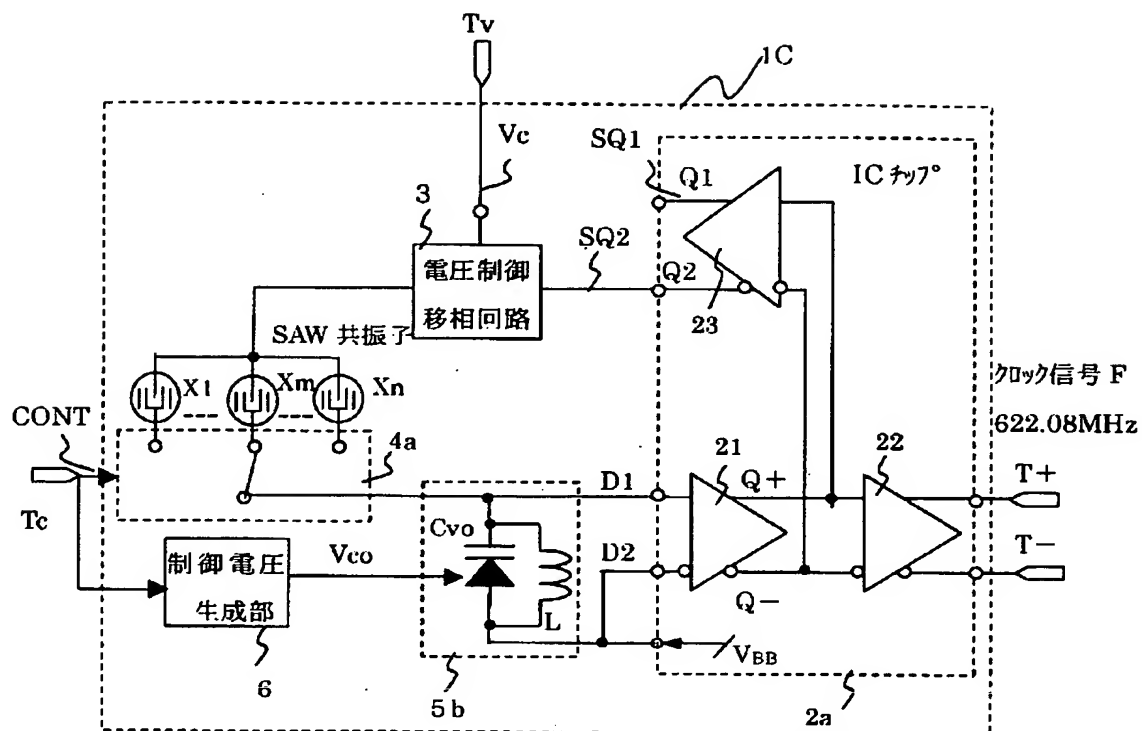 Tv
1C
Vc
SQ1
Q1
ICチップ
3
電圧制御
移相回路
SQ2
Q2
23
SAW 共振子
X1
Xm
Xn
クロック信号 F
622.08MHz
CONT
4a
21
22
Q+
T+
D1
Tc
Cvo
制御電圧
生成部
Vco
D2
T-
Q-
L
VBB
6
5b
2a